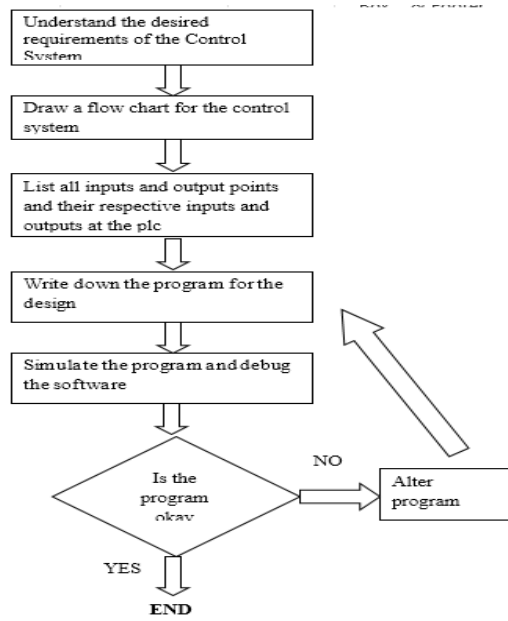 Understand the desired
requirements of the Control
System
Draw a flow chart for the control
system
List all inputs and output points
and their respective inputs and
outputs at the plc
Write down the program for the
design
Simulate the program and debug
the software
Is the
program
okay
NO
Alter
program
YES
END